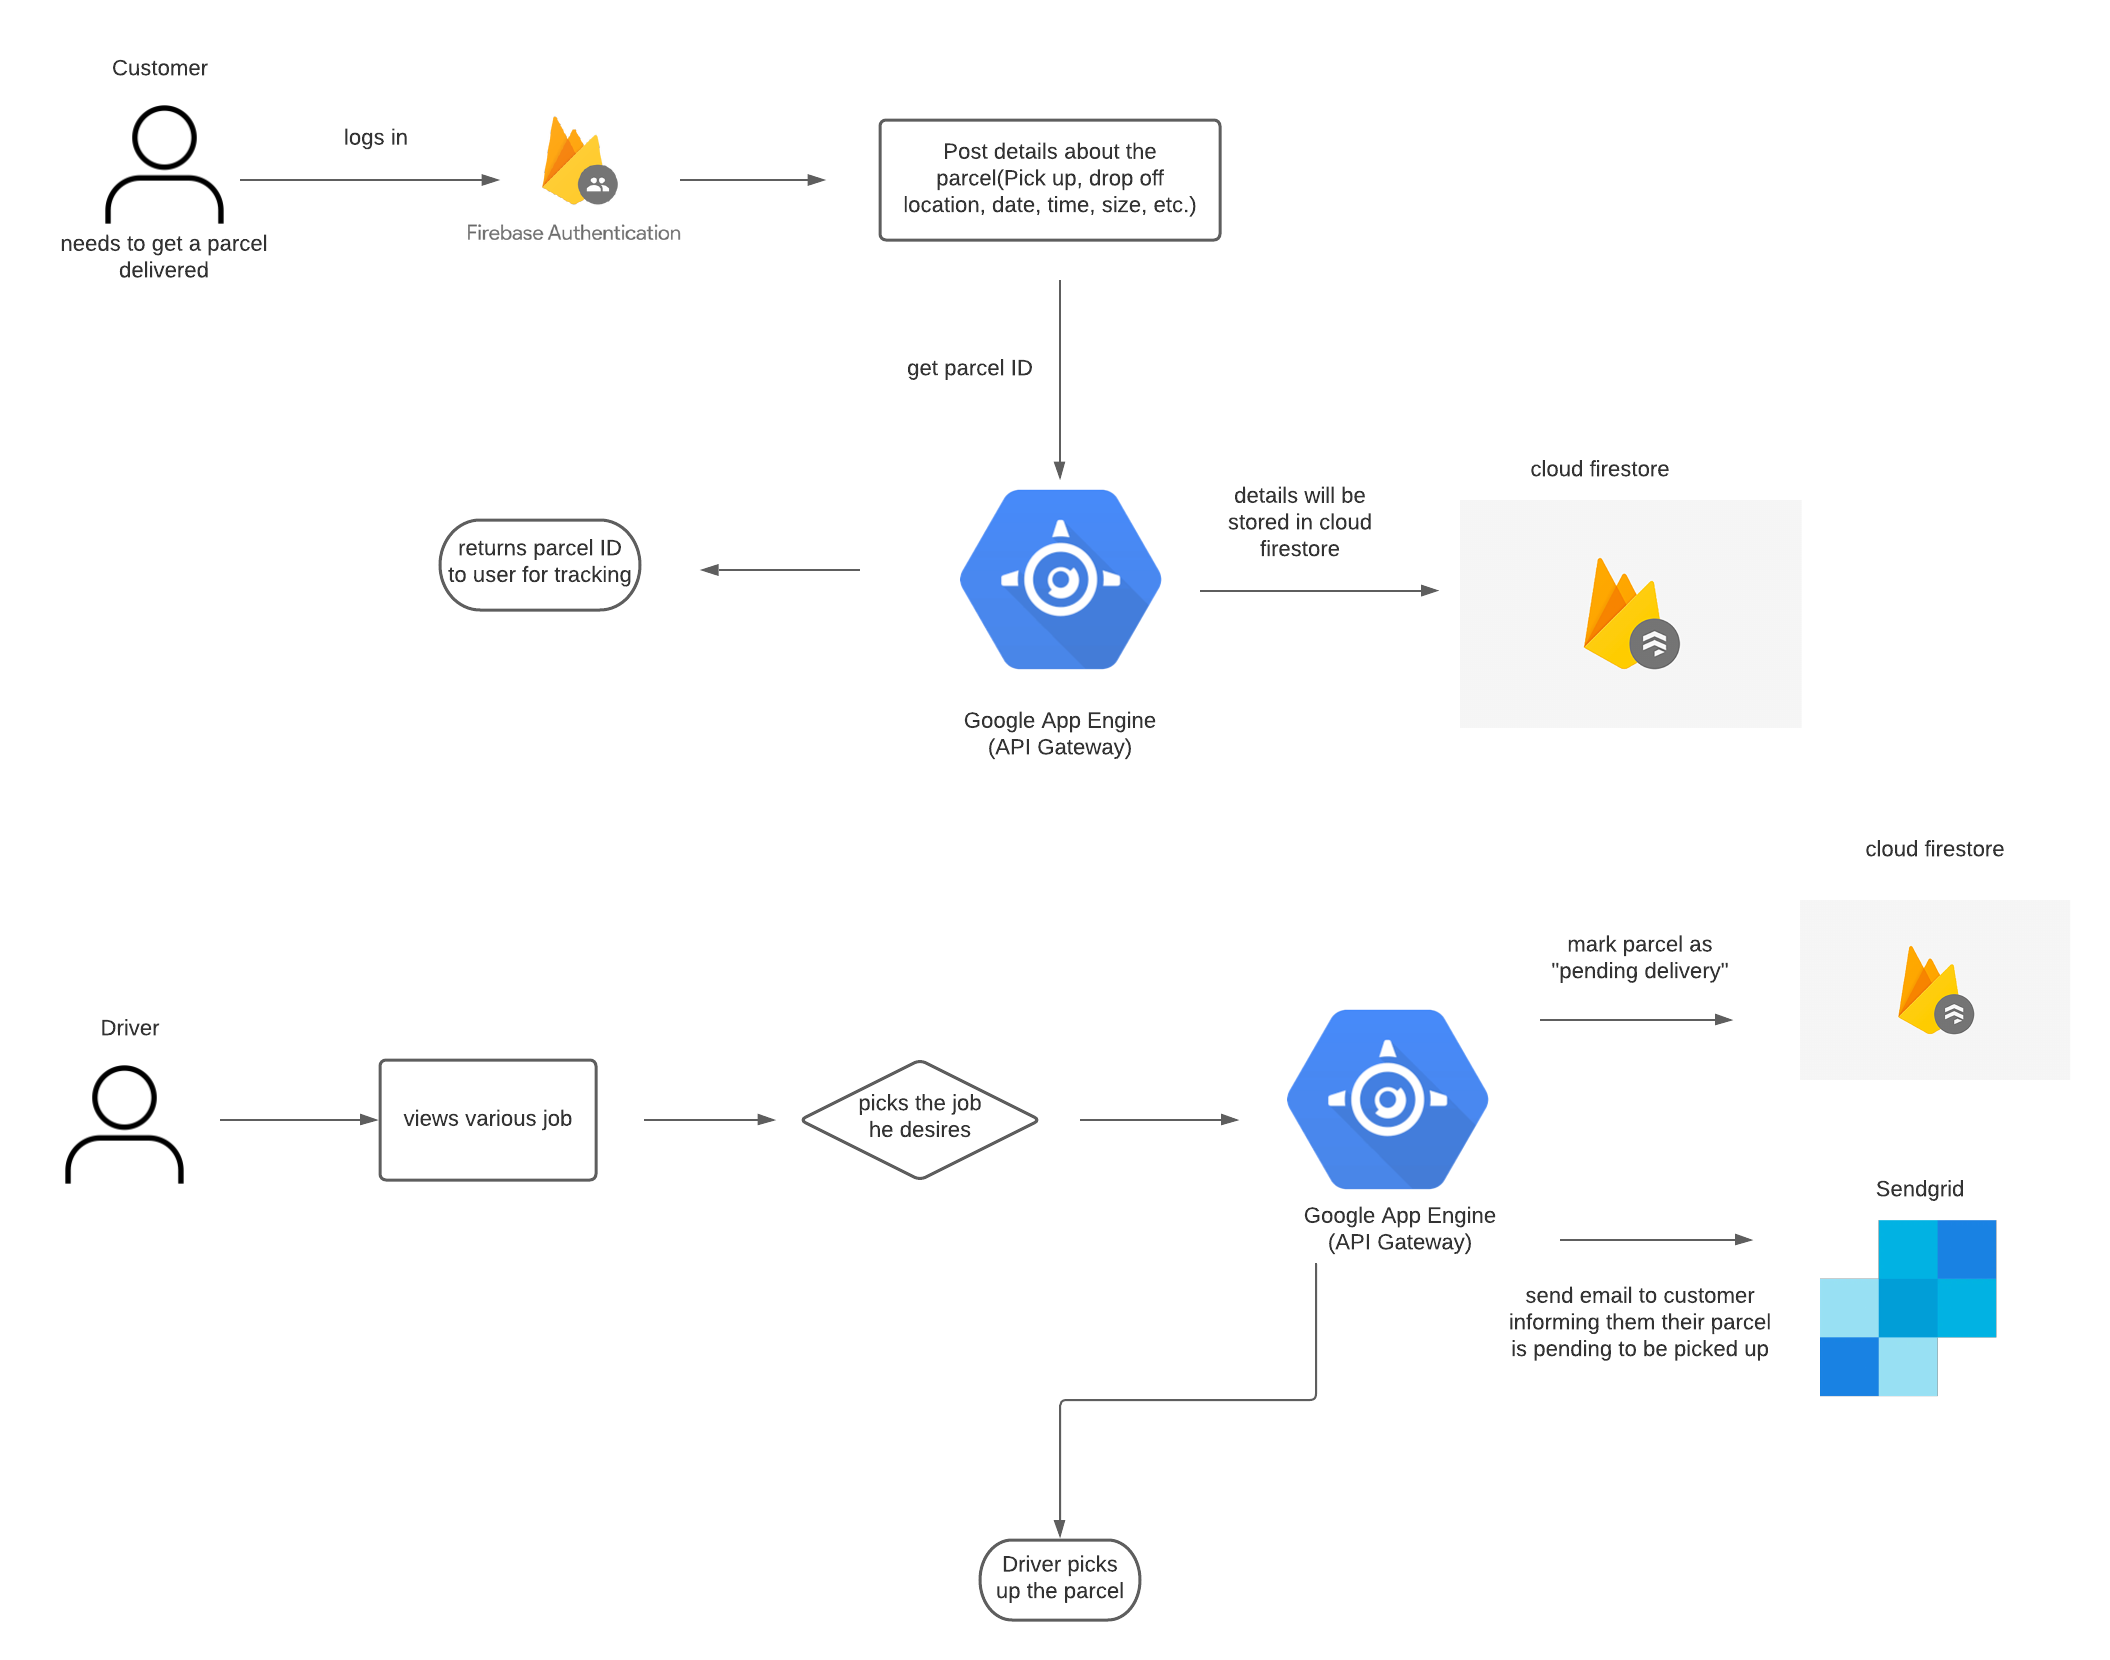 Customer
logs in
needs to get a parcel
delivered
Firebase Authentication
Post details about the
parcel(Pick up, drop off
location, date, time, size, etc.)
get parcel ID
returns parcel ID
to user for tracking
details will be
stored in cloud
firestore
cloud firestore
Google App Engine
(API Gateway)
cloud firestore
mark parcel as
"pending delivery"
Driver
views various job
picks the job
he desires
Google App Engine
(API Gateway)
Sendgrid
send email to customer
informing them their parcel
is pending to be picked up
Driver picks
up the parcel